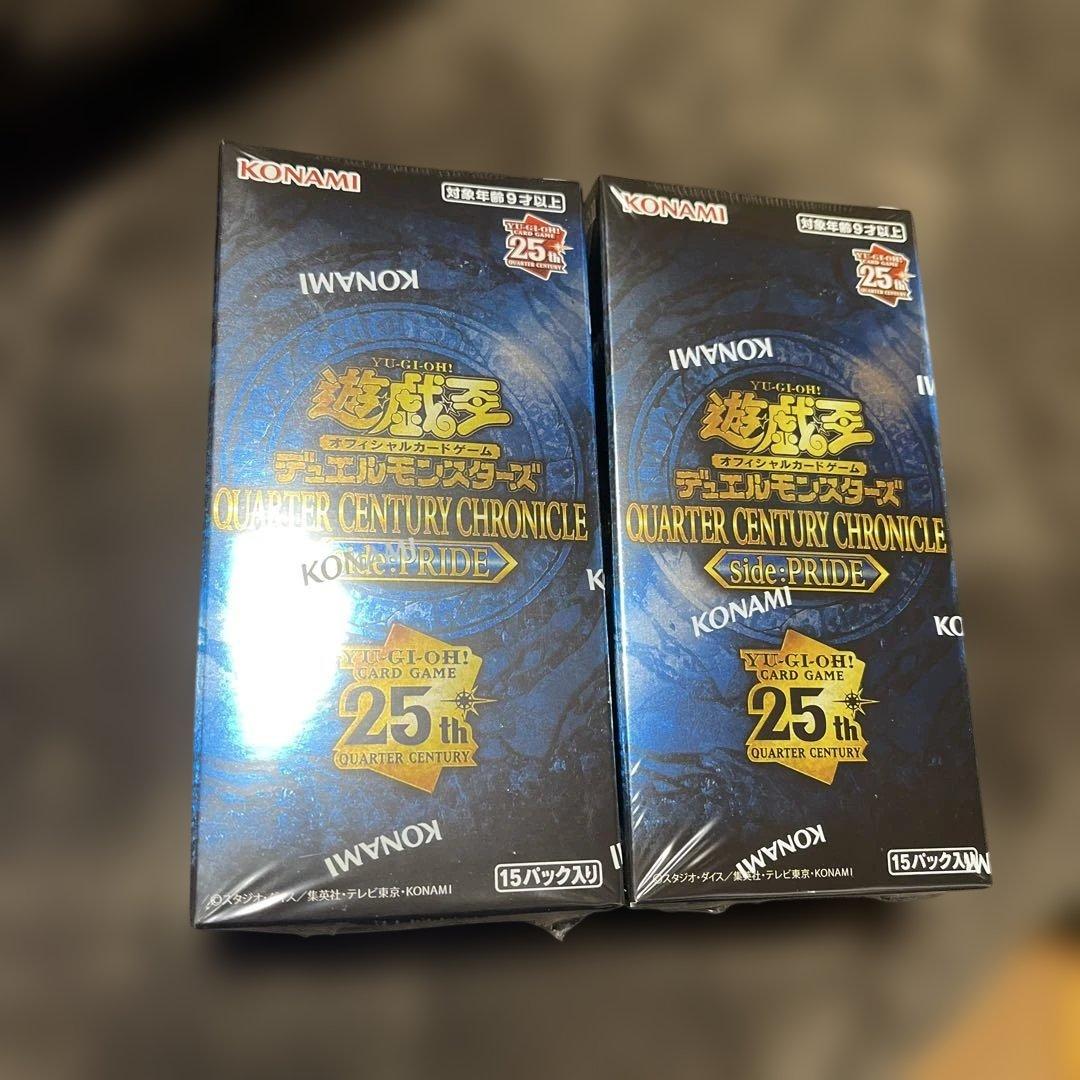 KONAMI
対象年齢9才以上
YU-GI-OH!
CARD GAME
25th
QUARTER CENTURY
KONAMI
YU-GI-OH!
遊戯王
オフィシャルカードゲーム
デュエルモンスターズ
QUARTER CENTURY CHRONICLE
side:PRIDE
KONAMI
YU-GI-OH!
CARD GAME
25th
QUARTER CENTURY
KONAMI
15パック入り
©スタジオ・ダイス/集英社・テレビ東京・KONAMI
KONAMI
対象年齢9才以上
YU-GI-OH!
CARD GAME
25th
QUARTER CENTURY
KONAMI
YU-GI-OH!
遊戯王
オフィシャルカードゲーム
デュエルモンスターズ
QUARTER CENTURY CHRONICLE
side:PRIDE
KONAMI
KO
YU-GI-OH!
CARD GAME
25th
QUARTER CENTURY
KONAMI
15パック入り
©スタジオ・ダイス/集英社・テレビ東京・KONAMI